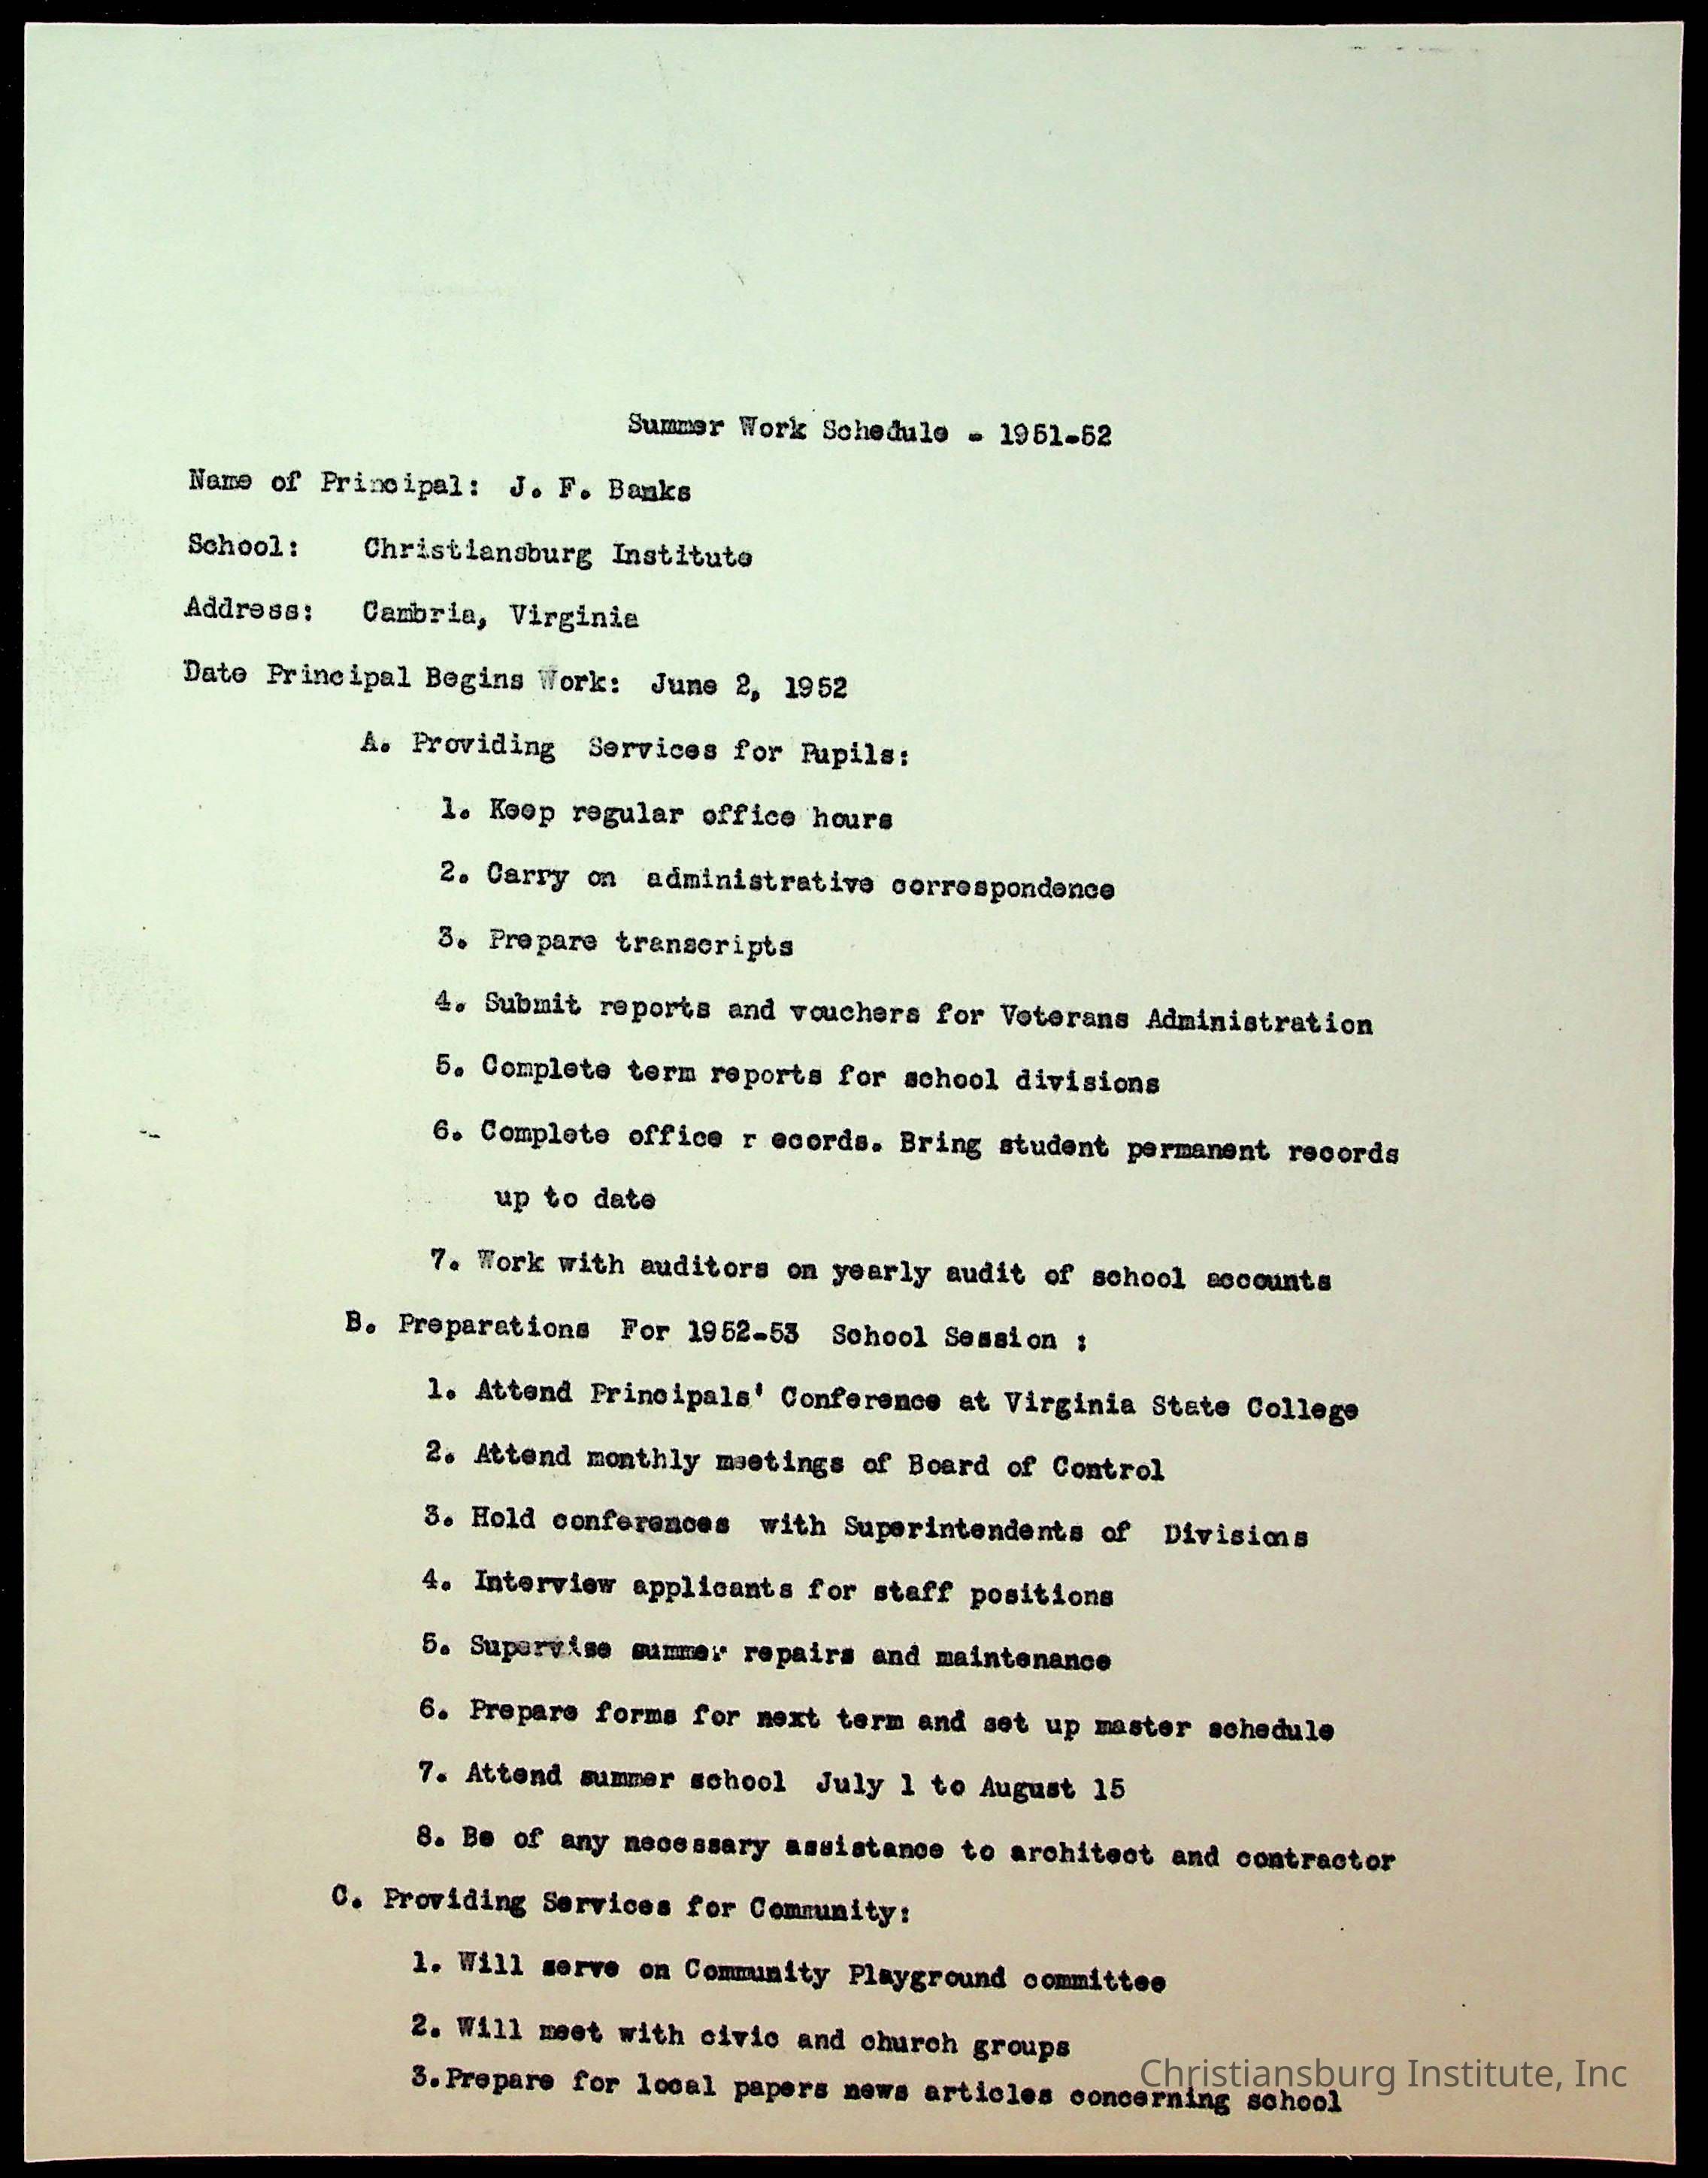 Summer Work Schedule - 1951-52
Name of Principal: J. F. Banks
School: Christiansburg Institute
Address: Cambria, Virginia
Date Principal Begins Work: June 2, 1952
A. Providing Services for Pupils:
1. Keep regular office hours
2. Carry on administrative correspondence
3. Prepare transcripts
4. Submit reports and vouchers for Veterans Administration
5. Complete term reports for school divisions
6. Complete office r ecords. Bring student permanent records
up to date
7. Work with auditors on yearly audit of school accounts
B. Preparations For 1952-53 School Session :
1. Attend Principals' Conference at Virginia State College
2. Attend monthly meetings of Board of Control
3. Hold conferences with Superintendents of Divisions
4. Interview applicants for staff positions
5. Supervise summer repairs and maintenance
6. Prepare forms for next term and set up master schedule
7. Attend summer school July 1 to August 15
8. Be of any necessary assistance to architect and contractor
C. Providing Services for Community:
1. Will serve on Community Playground committee
2. Will meet with civic and church groups
3.Prepare for local papers news articles concerning school
Christiansburg Institute, Inc